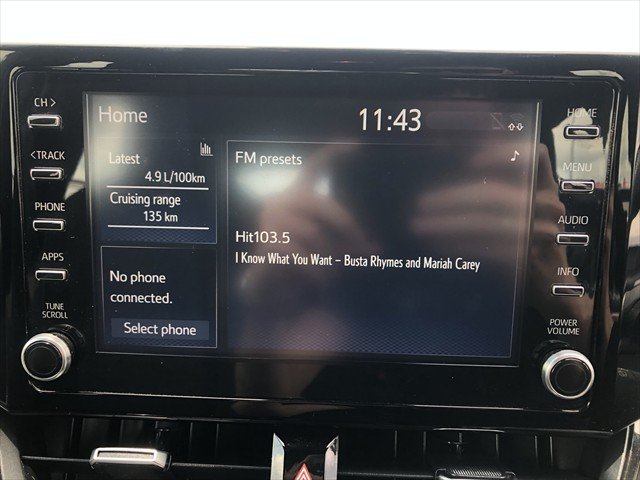 CH >
< TRACK
PHONE
APPS
TUNE
SCROLL
Home
11:43
Latest
4.9 L/100km
Cruising range
135 km
No phone
connected.
Select phone
FM presets
Hit103.5
I Know What You Want – Busta Rhymes and Mariah Carey
HOME
MENU
AUDIO
INFO
POWER
VOLUME